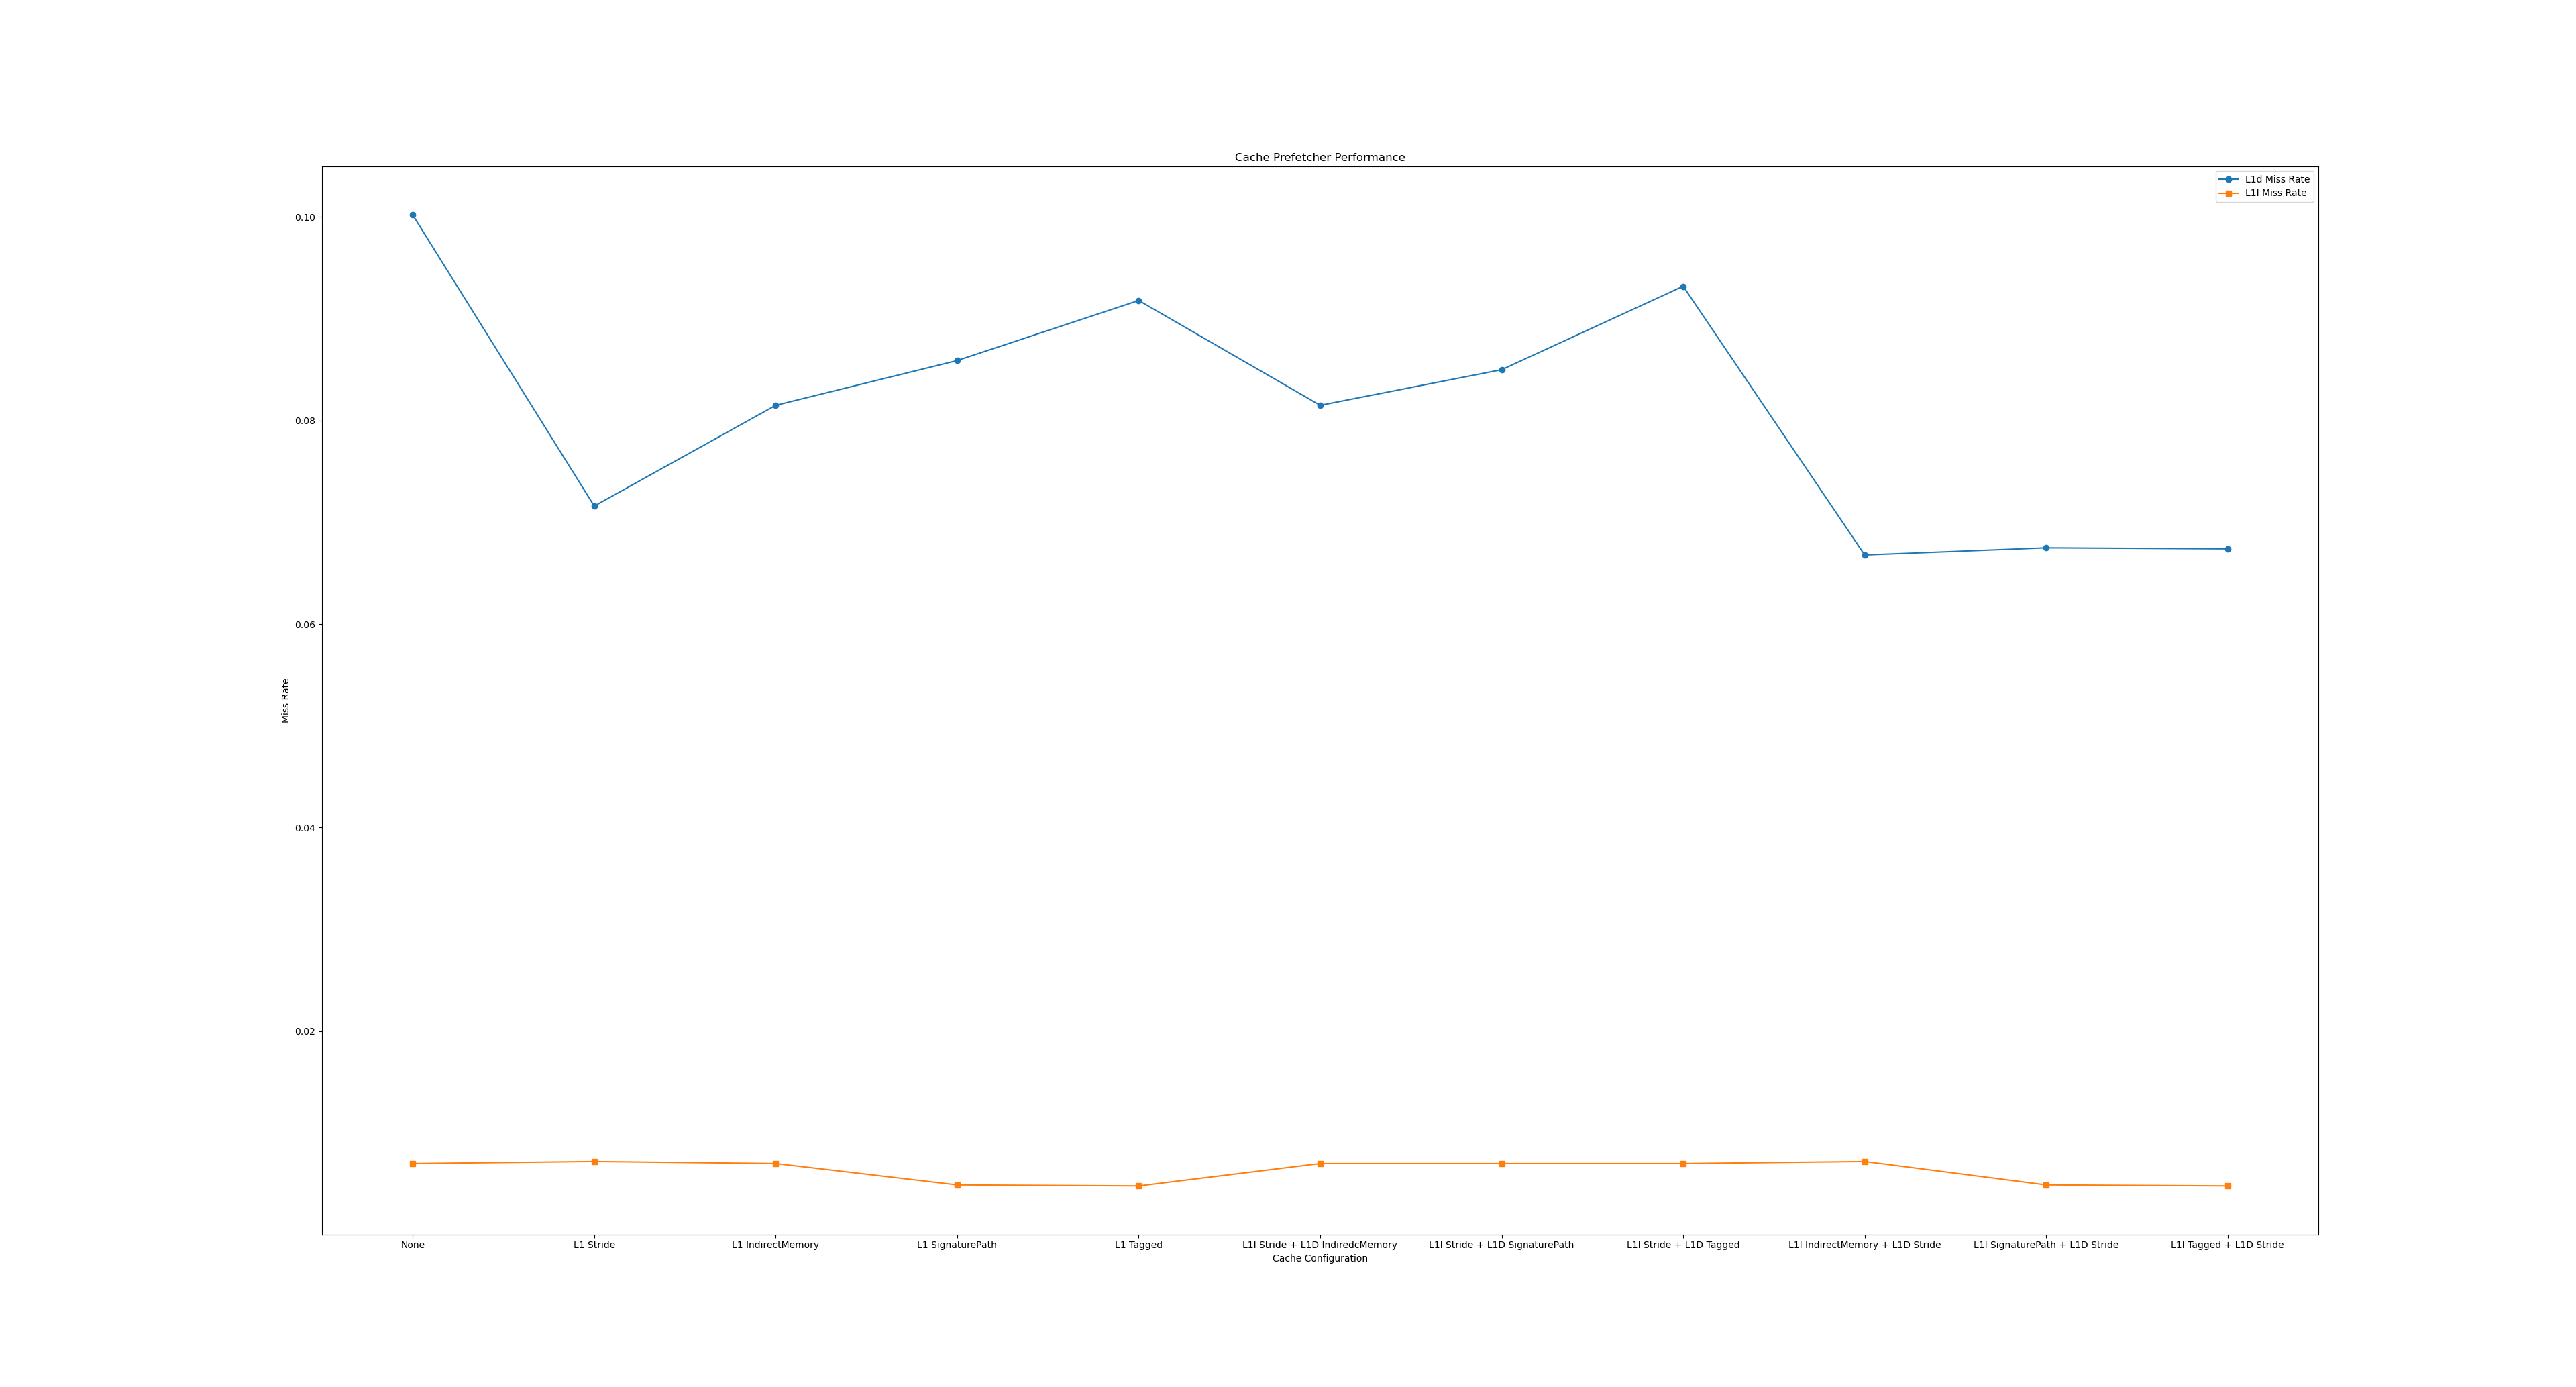 Cache Prefetcher Performance
L1d Miss Rate
L1I Miss Rate
0.10
0.08
0.06
0.04
0.02
Miss Rate
None
L1 Stride
L1 IndirectMemory
L1 SignaturePath
L1 Tagged
L1I Stride + L1D IndiredcMemory
L1I Stride + L1D SignaturePath
L1I Stride + L1D Tagged
L1I IndirectMemory + L1D Stride
L1I SignaturePath + L1D Stride
L1I Tagged + L1D Stride
Cache Configuration